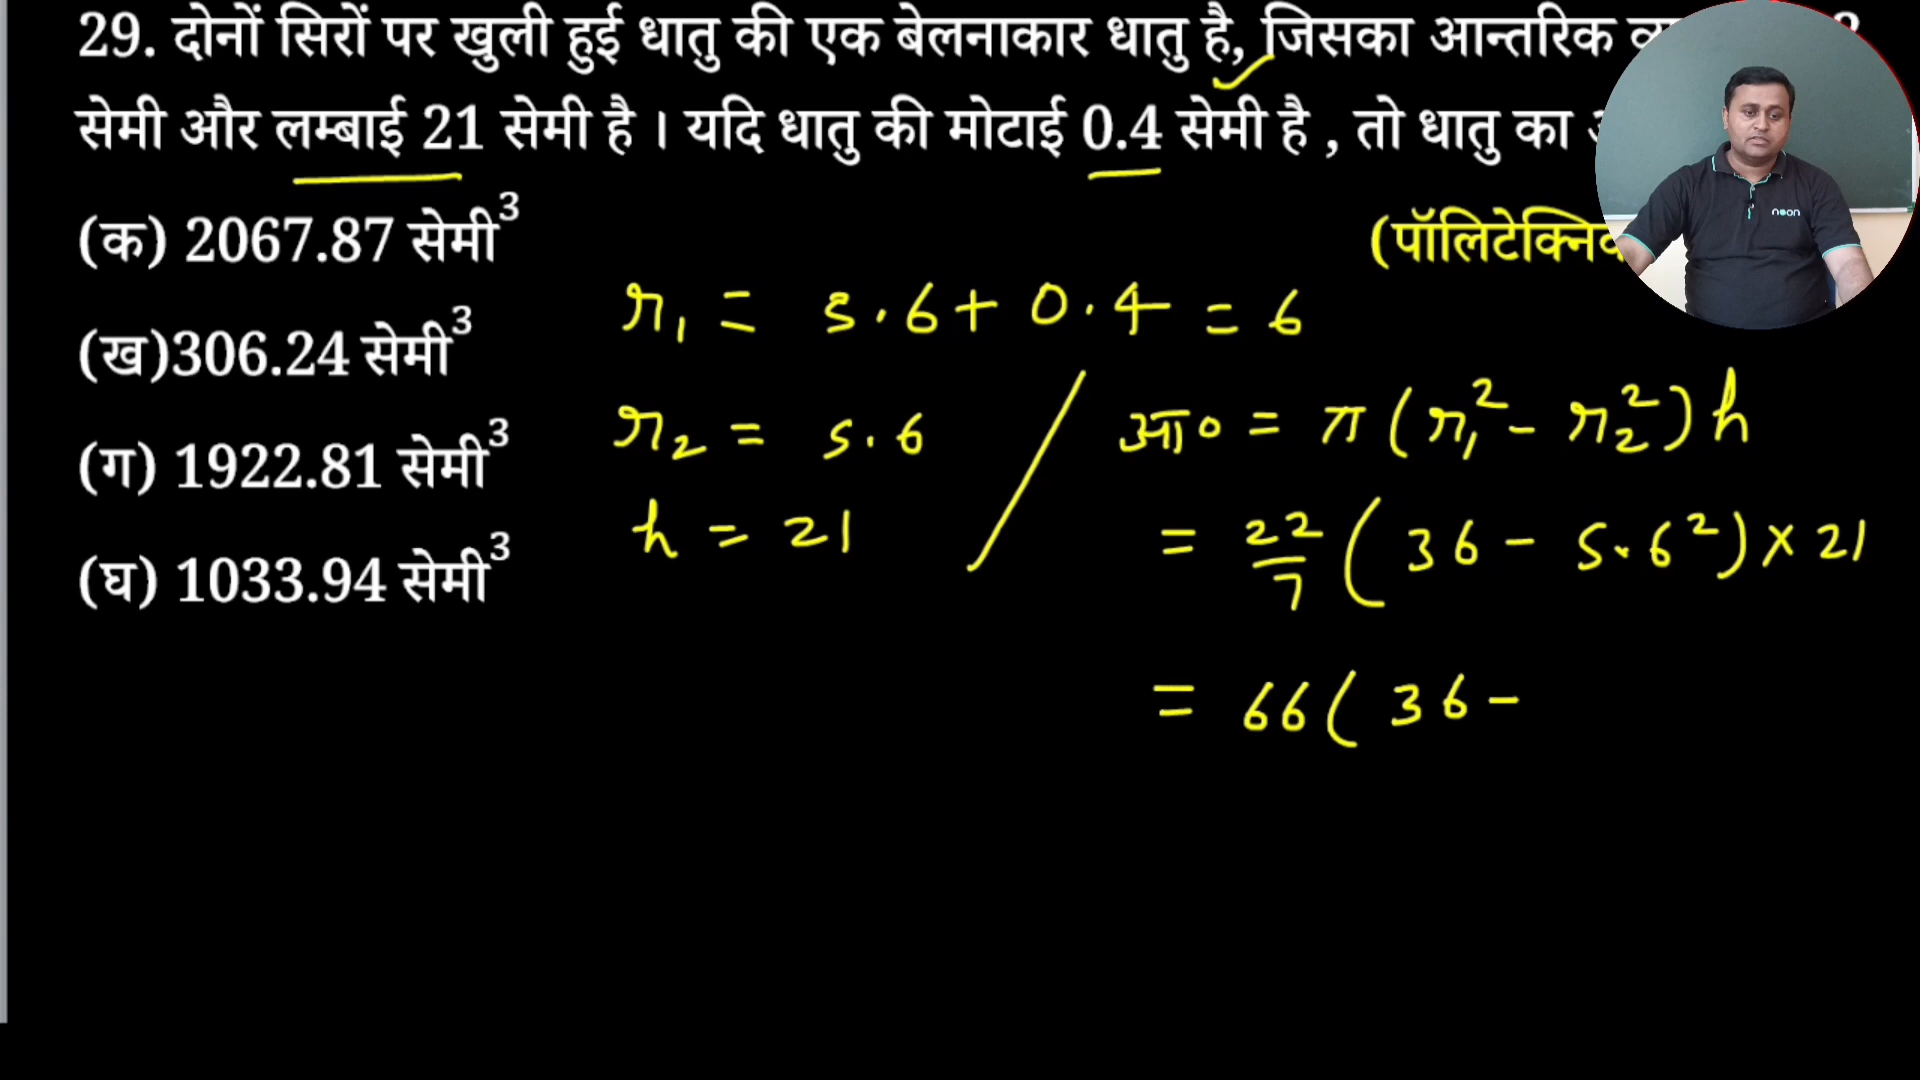 29. दोनों सिरों पर खुली हुई धातु की एक बेलनाकार धातु है, जिसका आन्तरिक
सेमी और लम्बाई 21 सेमी है । यदि धातु की मोटाई 0.4 सेमी है , तो धातु का
(क) 2067.87 सेमी³
(पॉलिटेक्निक
(ख)306.24 सेमी³
(ग) 1922.81 सेमी³
(घ) 1033.94 सेमी³
r₁ = 5.6 + 0.4 = 6
r₂ = 5.6
h = 21
आ० = π(r₁² - r₂²)h
= 22/7 (36 - 5.6²) × 21
= 66(36 -
noon